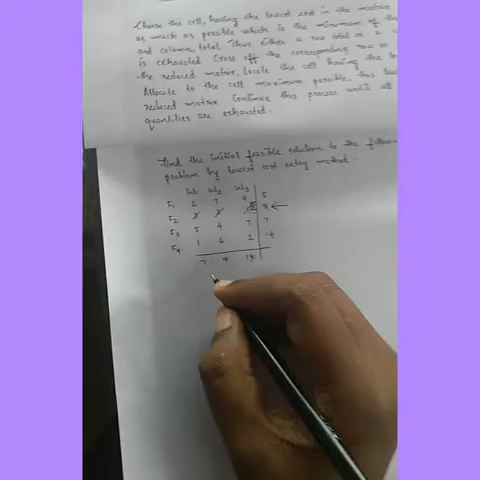 Choose the cell, having the lowest cost in the matrix
as much as possible which is the minimum of the
and column, total Thus Either a row total or a
is exhausted Cross off the corresponding row or
the reduced matrix, locate the cell having the
Allocate to the cell maximum possible, this
reduced matrix Continue this process until all
quantities are exhausted.
Find the initial feasible solution to the
problem by lowest cost entry method.
W1 W2 W3
F1 2 7 4 5
F2 3 3 8
F3 5 4 7 7
F4 1 6 2 14
7 9 18